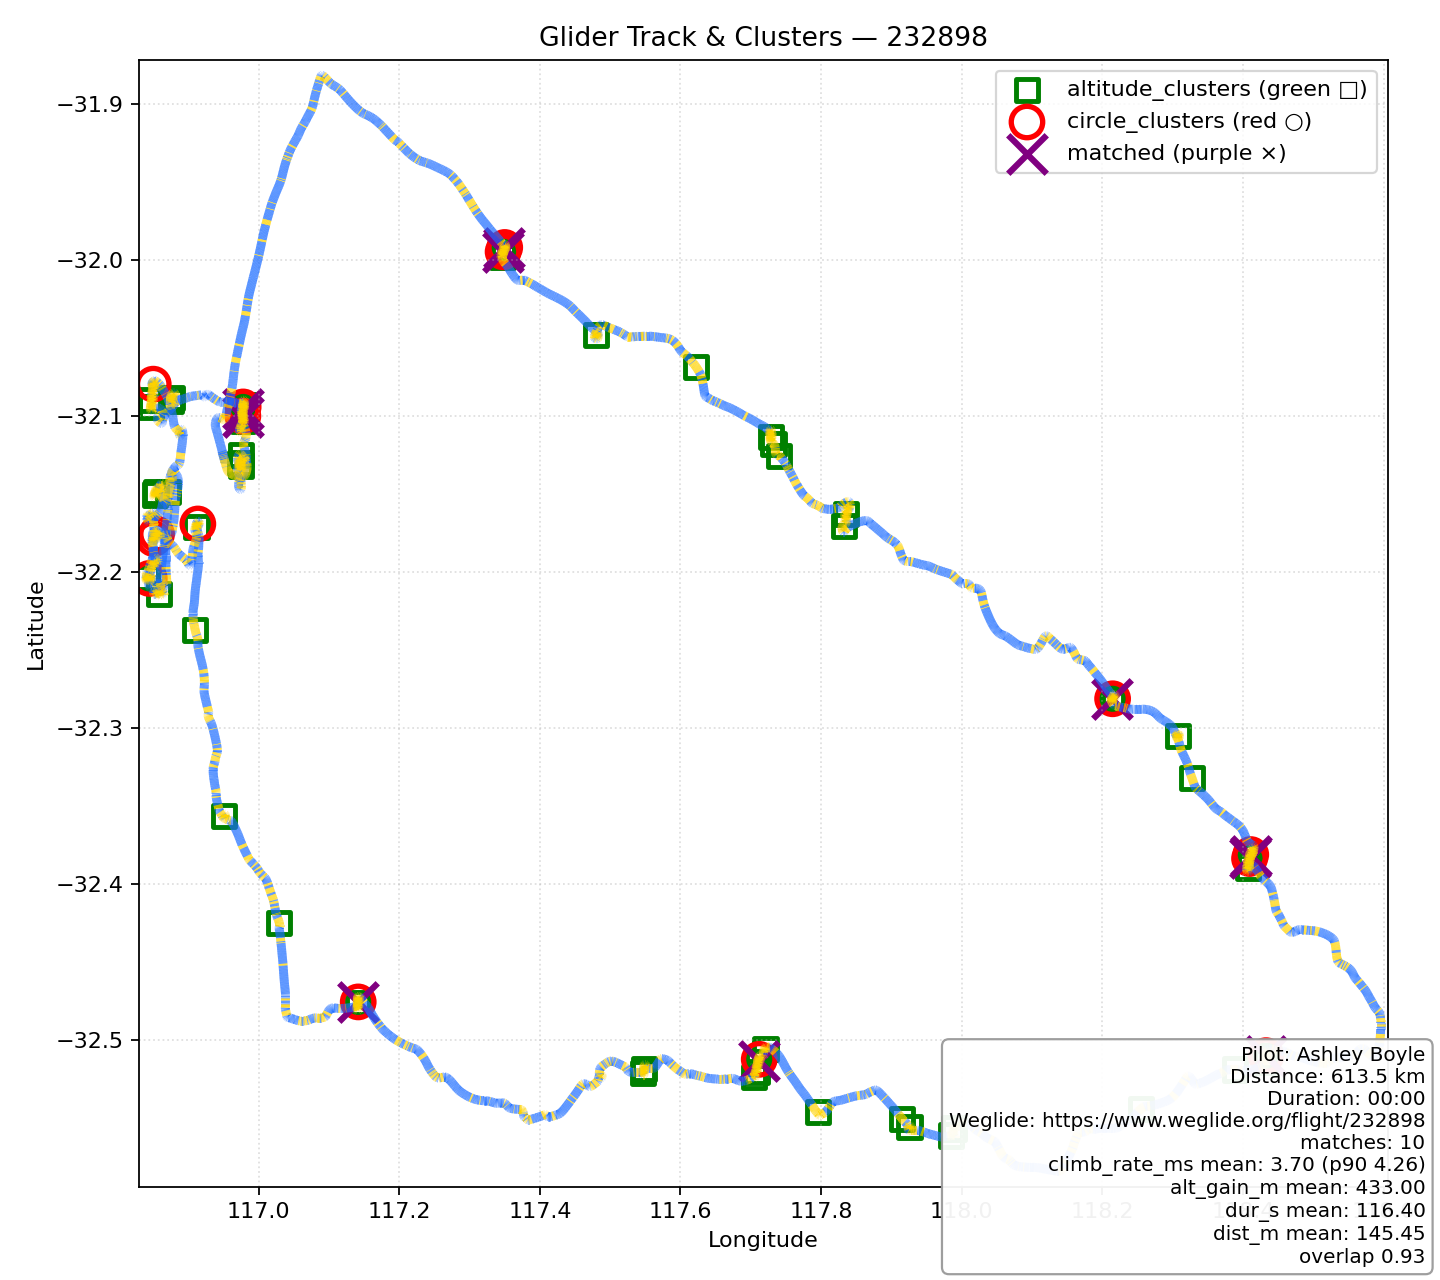 Glider Track & Clusters — 232898
altitude_clusters (green □)
circle_clusters (red ○)
matched (purple ×)
−31.9
−32.0
−32.1
−32.2
−32.3
−32.4
−32.5
Latitude
117.0
117.2
117.4
117.6
117.8
118.0
118.2
Longitude
Pilot: Ashley Boyle
Distance: 613.5 km
Duration: 00:00
Weglide: https://www.weglide.org/flight/232898
matches: 10
climb_rate_ms mean: 3.70 (p90 4.26)
alt_gain_m mean: 433.00
dur_s mean: 116.40
dist_m mean: 145.45
overlap 0.93